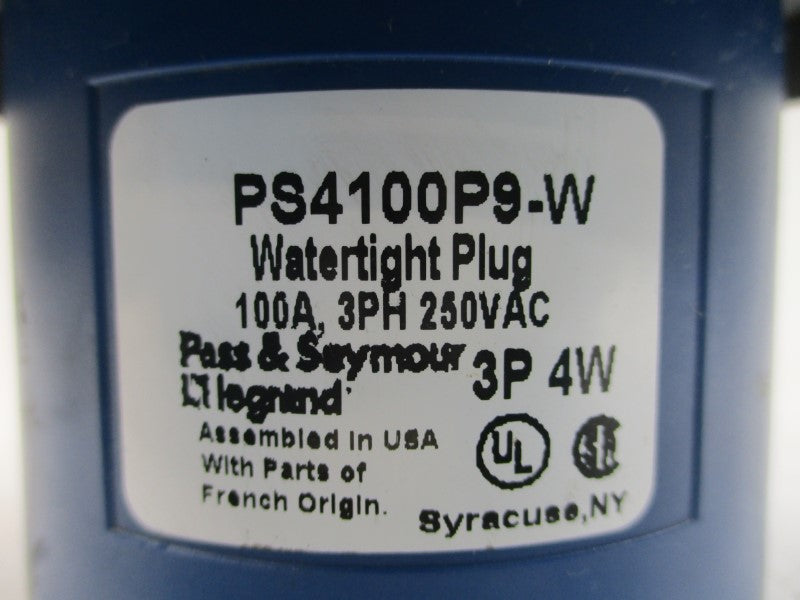 PS4100P9-W
Watertight Plug
100A, 3PH 250VAC
Pass & Seymour
legrand
3P 4W
Assembled in USA
With Parts of
French Origin.
UL
Syracuse,NY